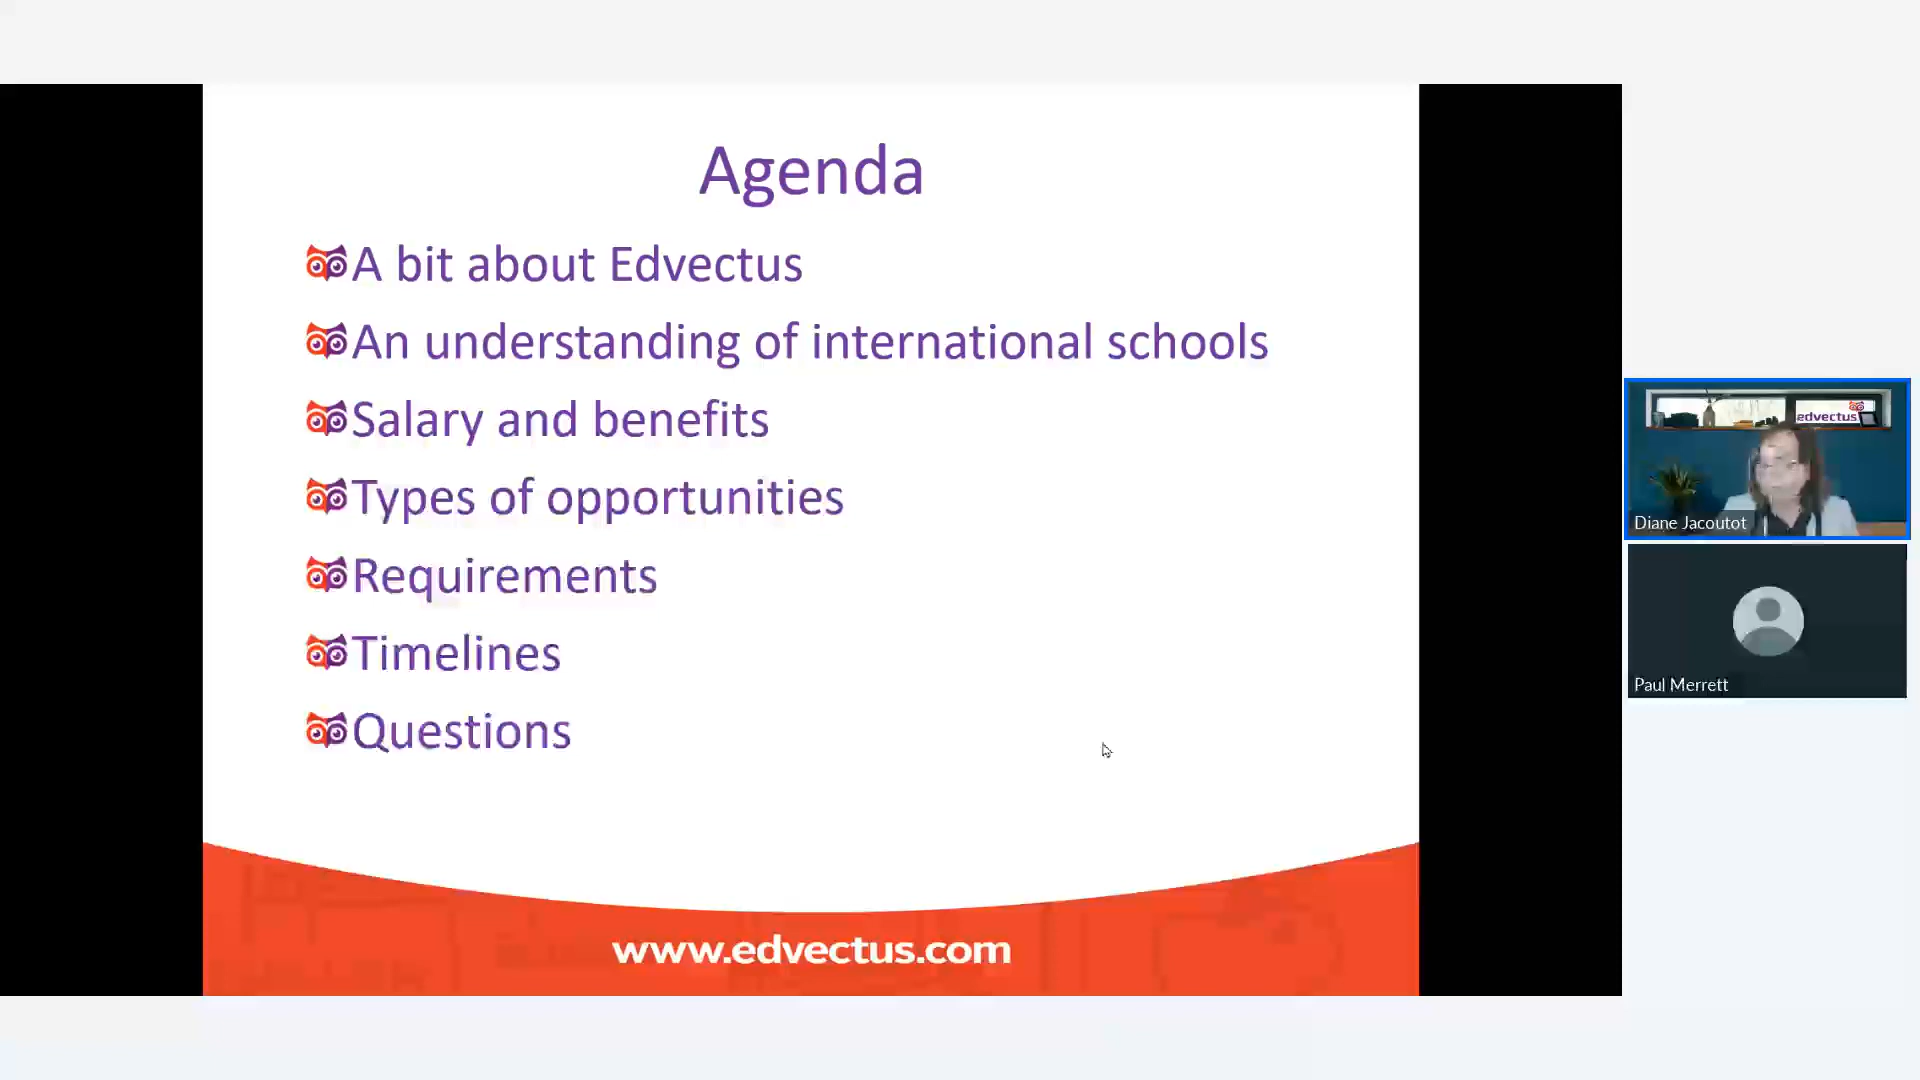 Agenda
A bit about Edvectus
An understanding of international schools
Salary and benefits
Types of opportunities
Requirements
Timelines
Questions
www.edvectus.com
edvectus
Diane Jacoutot
Paul Merrett